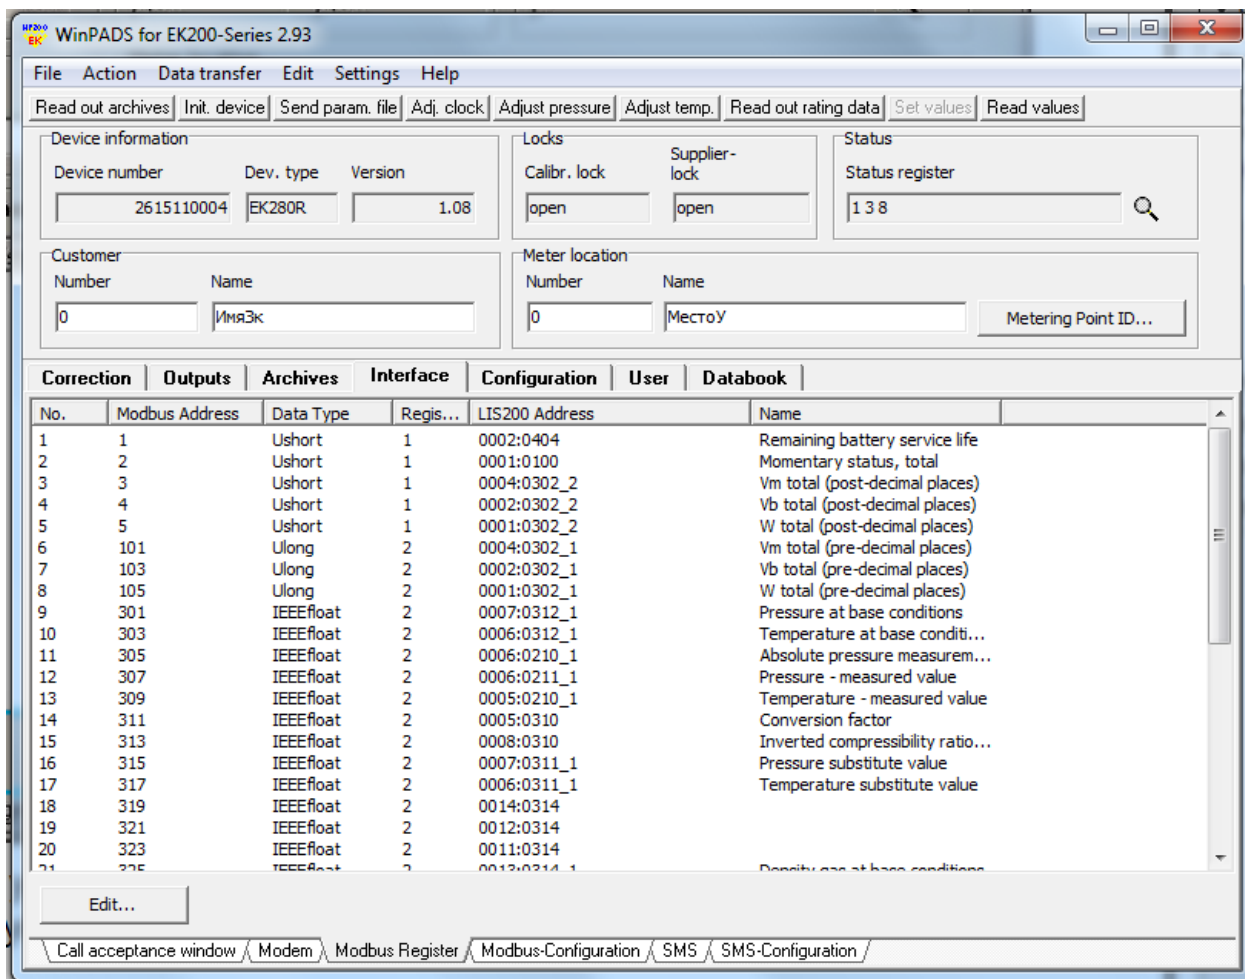 WP200
EK
WinPADS for EK200-Series 2.93
File Action Data transfer Edit Settings Help
Read out archives Init. device Send param. file Adj. clock Adjust pressure Adjust temp. Read out rating data Set values Read values
Device information Locks Status
Device number Dev. type Version Calibr. lock Supplier-lock Status register
2615110004 EK280R 1.08 open open 1 3 8
Customer Meter location
Number Name Number Name
0 ИмяЗк 0 МестоУ Metering Point ID...
Correction Outputs Archives Interface Configuration User Databook
No. Modbus Address Data Type Regis... LIS200 Address Name
1 1 Ushort 1 0002:0404 Remaining battery service life
2 2 Ushort 1 0001:0100 Momentary status, total
3 3 Ushort 1 0004:0302_2 Vm total (post-decimal places)
4 4 Ushort 1 0002:0302_2 Vb total (post-decimal places)
5 5 Ushort 1 0001:0302_2 W total (post-decimal places)
6 101 Ulong 2 0004:0302_1 Vm total (pre-decimal places)
7 103 Ulong 2 0002:0302_1 Vb total (pre-decimal places)
8 105 Ulong 2 0001:0302_1 W total (pre-decimal places)
9 301 IEEEfloat 2 0007:0312_1 Pressure at base conditions
10 303 IEEEfloat 2 0006:0312_1 Temperature at base conditi...
11 305 IEEEfloat 2 0006:0210_1 Absolute pressure measurem...
12 307 IEEEfloat 2 0006:0211_1 Pressure - measured value
13 309 IEEEfloat 2 0005:0210_1 Temperature - measured value
14 311 IEEEfloat 2 0005:0310 Conversion factor
15 313 IEEEfloat 2 0008:0310 Inverted compressibility ratio...
16 315 IEEEfloat 2 0007:0311_1 Pressure substitute value
17 317 IEEEfloat 2 0006:0311_1 Temperature substitute value
18 319 IEEEfloat 2 0014:0314
19 321 IEEEfloat 2 0012:0314
20 323 IEEEfloat 2 0011:0314
21 325 IEEEfloat 2 0013:0314_1 Density gas at base conditions
Edit...
Call acceptance window Modem Modbus Register Modbus-Configuration SMS SMS-Configuration